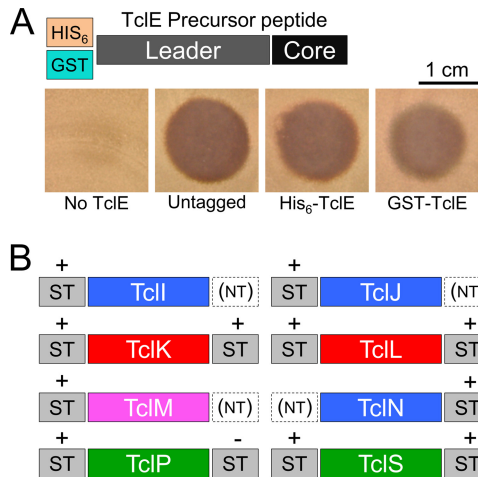 A
TclE Precursor peptide
HIS₆
GST
Leader
Core
1 cm
No TclE
Untagged
His₆-TclE
GST-TclE
B
+
+
ST
TclI
(NT)
ST
TclJ
(NT
+
+
+
+
ST
TclK
ST
ST
TclL
ST
+
+
ST
TclM
(NT)
(NT)
TclN
ST
+
-
+
+
ST
TclP
ST
ST
TclS
ST